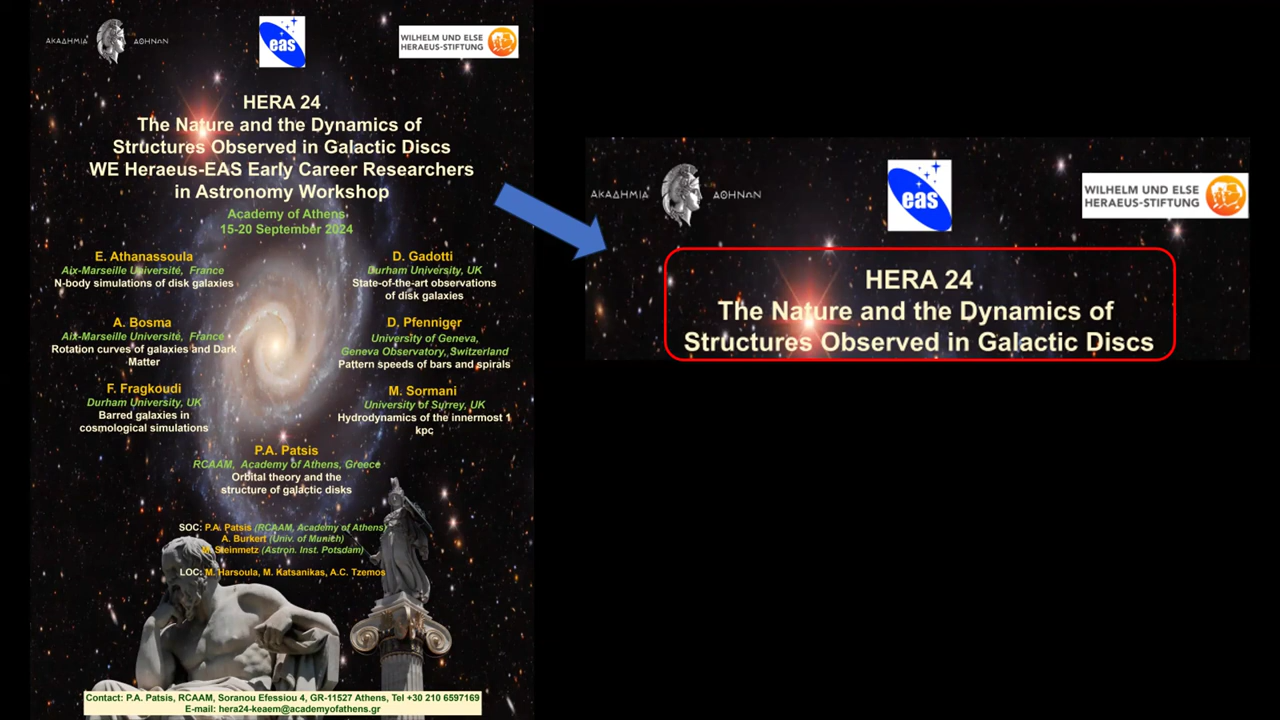 ΑΚΑΔΗΜΙΑ ΑΘΗΝΩΝ
eas
WILHELM UND ELSE
HERAEUS-STIFTUNG
HERA 24
The Nature and the Dynamics of
Structures Observed in Galactic Discs
WE Heraeus-EAS Early Career Researchers
in Astronomy Workshop
Academy of Athens
15-20 September 2024
E. Athanassoula
Aix-Marseille Université, France
N-body simulations of disk galaxies
D. Gadotti
Durham University, UK
State-of-the-art observations
of disk galaxies
A. Bosma
Aix-Marseille Université, France
Rotation curves of galaxies and Dark
Matter
D. Pfenniger
University of Geneva,
Geneva Observatory, Switzerland
Pattern speeds of bars and spirals
F. Fragkoudi
Durham University, UK
Barred galaxies in
cosmological simulations
M. Sormani
University of Surrey, UK
Hydrodynamics of the innermost 1
kpc
P.A. Patsis
RCAAM, Academy of Athens, Greece
Orbital theory and the
structure of galactic disks
SOC: P.A. Patsis (RCAAM, Academy of Athens)
A. Burkert (Univ. of Munich)
M. Steinmetz (Astron. Inst. Potsdam)
LOC: M. Harsoula, M. Katsanikas, A.C. Tzemos
Contact: P.A. Patsis, RCAAM, Soranou Efessiou 4, GR-11527 Athens, Tel +30 210 6597169
E-mail: hera24-keaem@academyofathens.gr
ΑΚΑΔΗΜΙΑ ΑΘΗΝΩΝ
eas
WILHELM UND ELSE
HERAEUS-STIFTUNG
HERA 24
The Nature and the Dynamics of
Structures Observed in Galactic Discs